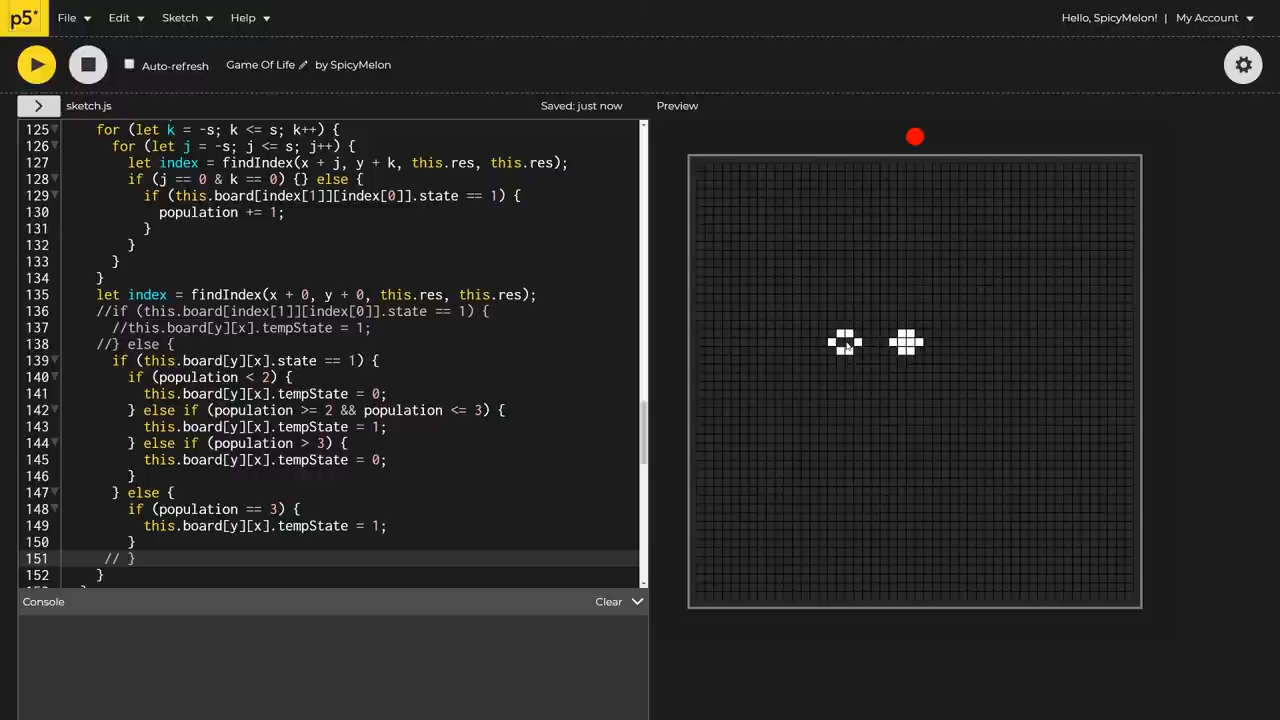 p5* File Edit Sketch Help Hello, SpicyMelon! | My Account
Auto-refresh Game Of Life by SpicyMelon
> sketch.js Saved: just now Preview
125 for (let k = -s; k <= s; k++) {
126 for (let j = -s; j <= s; j++) {
127 let index = findIndex(x + j, y + k, this.res, this.res);
128 if (j == 0 & k == 0) {} else {
129 if (this.board[index[1]][index[0]].state == 1) {
130 population += 1;
131 }
132 }
133 }
134 }
135 let index = findIndex(x + 0, y + 0, this.res, this.res);
136 //if (this.board[index[1]][index[0]].state == 1) {
137 //this.board[y][x].tempState = 1;
138 //} else {
139 if (this.board[y][x].state == 1) {
140 if (population < 2) {
141 this.board[y][x].tempState = 0;
142 } else if (population >= 2 && population <= 3) {
143 this.board[y][x].tempState = 1;
144 } else if (population > 3) {
145 this.board[y][x].tempState = 0;
146 }
147 } else {
148 if (population == 3) {
149 this.board[y][x].tempState = 1;
150 }
151 // }
152 }
Console Clear